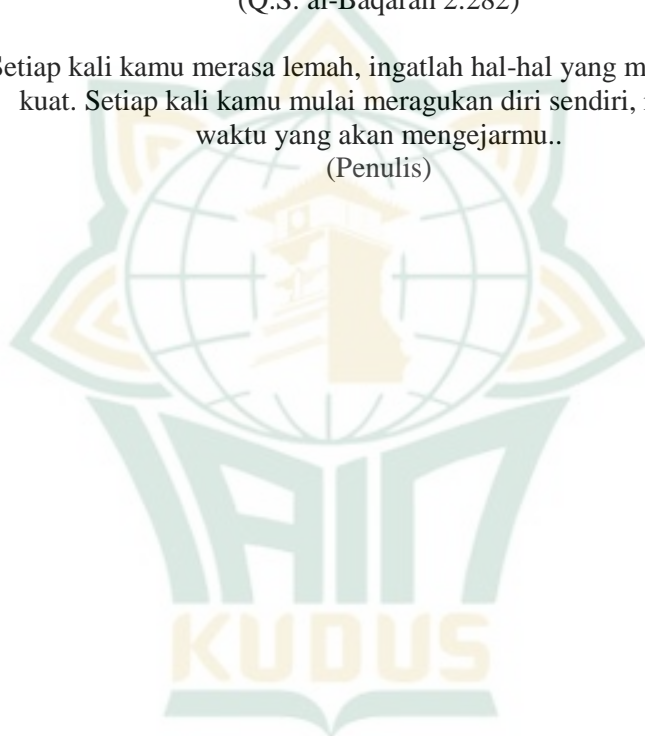 (Q.S. al-Baqarah 2:282)
Setiap kali kamu merasa lemah, ingatlah hal-hal yang
kuat. Setiap kali kamu mulai meragukan diri sendiri,
waktu yang akan mengejarmu..
(Penulis)
IAIN
KUDUS